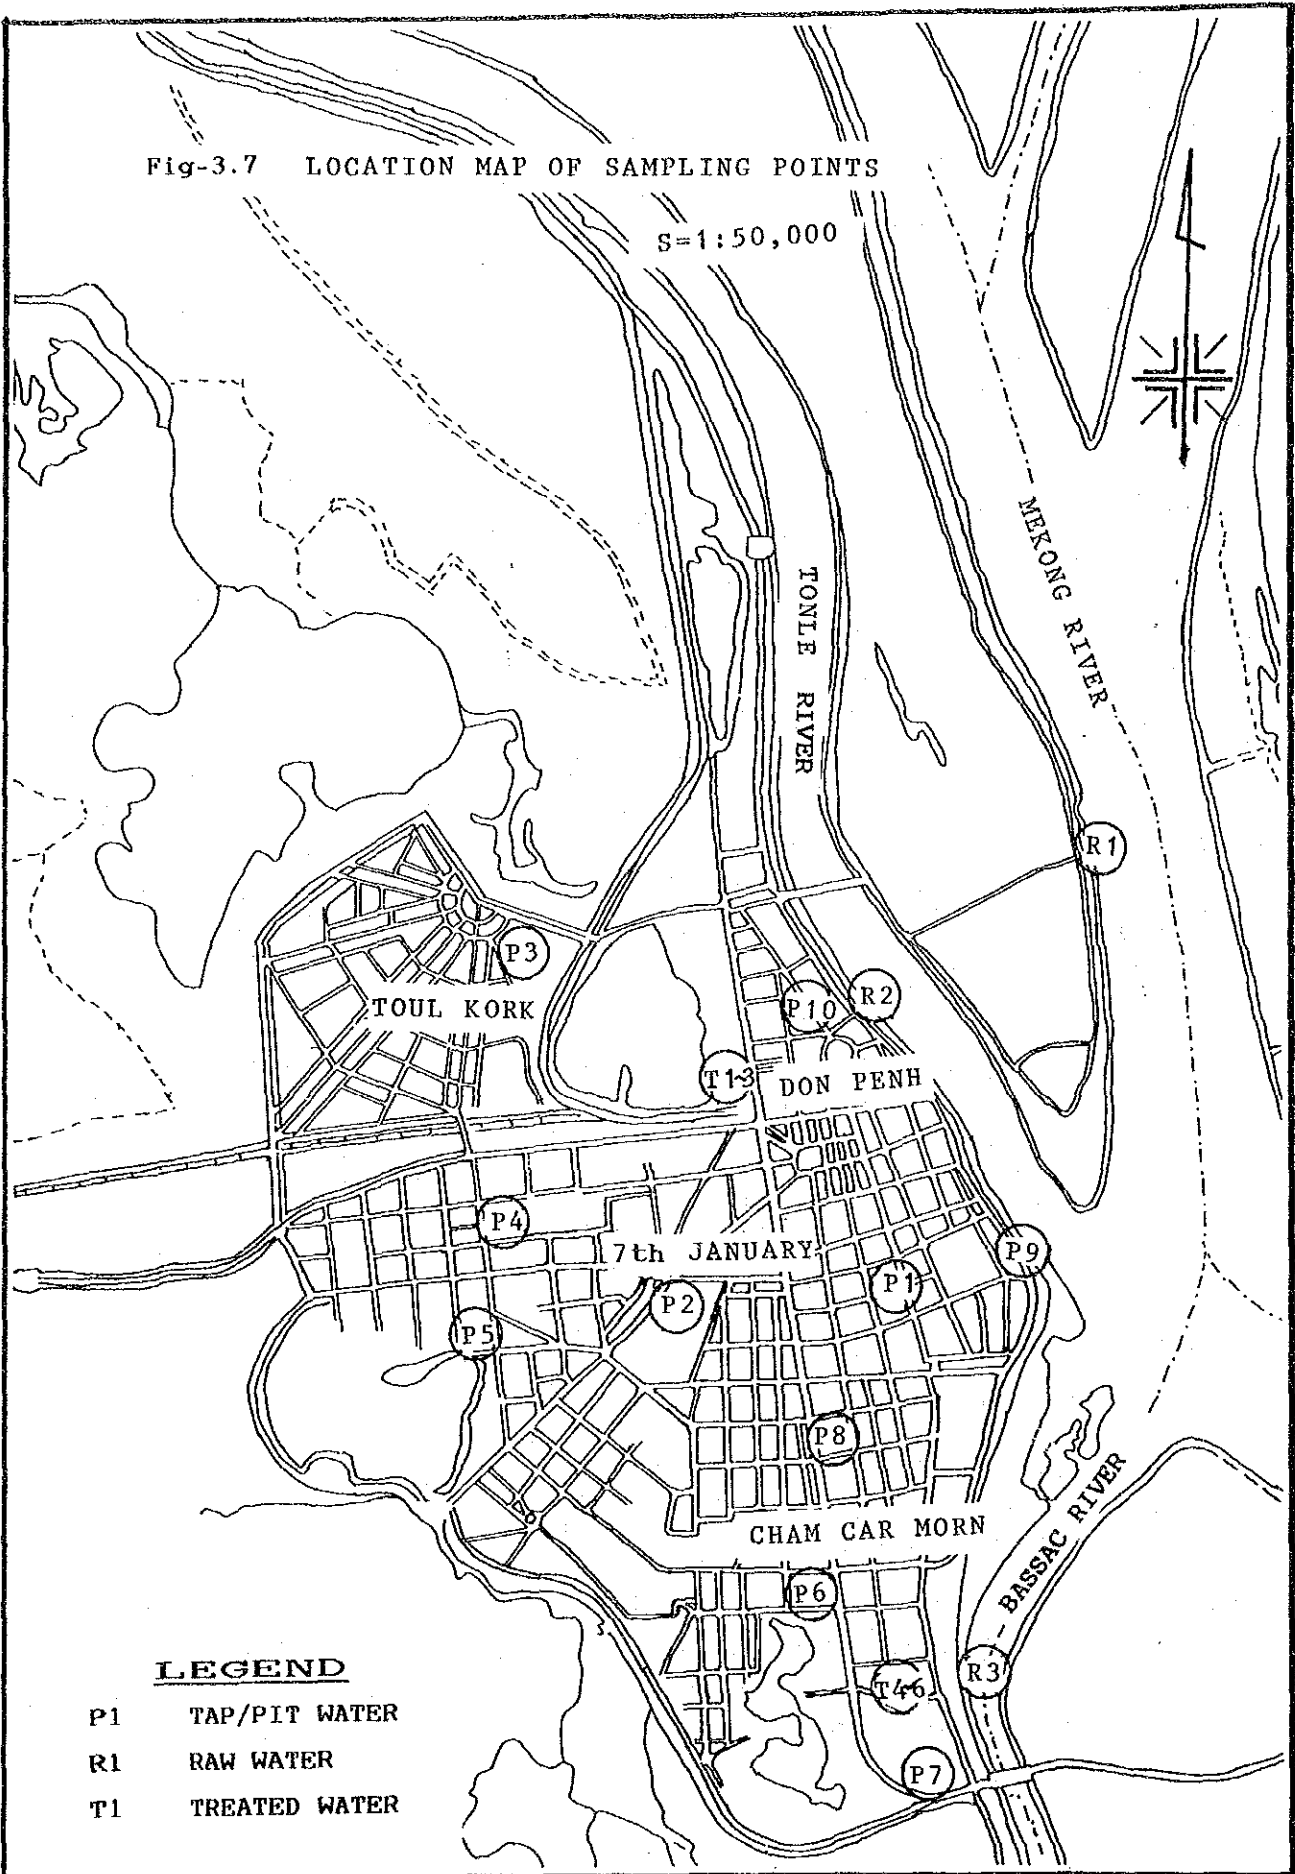 Fig-3.7 LOCATION MAP OF SAMPLING POINTS
S=1:50,000
MEKONG RIVER
TONLE RIVER
R1
P3
TOUL KORK
P10
R2
T1~3
DON PENH
P4
7th JANUARY
P9
P1
P2
P5
P8
BASSAC RIVER
CHAM CAR MORN
P6
R3
T4~6
P7
LEGEND
P1 TAP/PIT WATER
R1 RAW WATER
T1 TREATED WATER